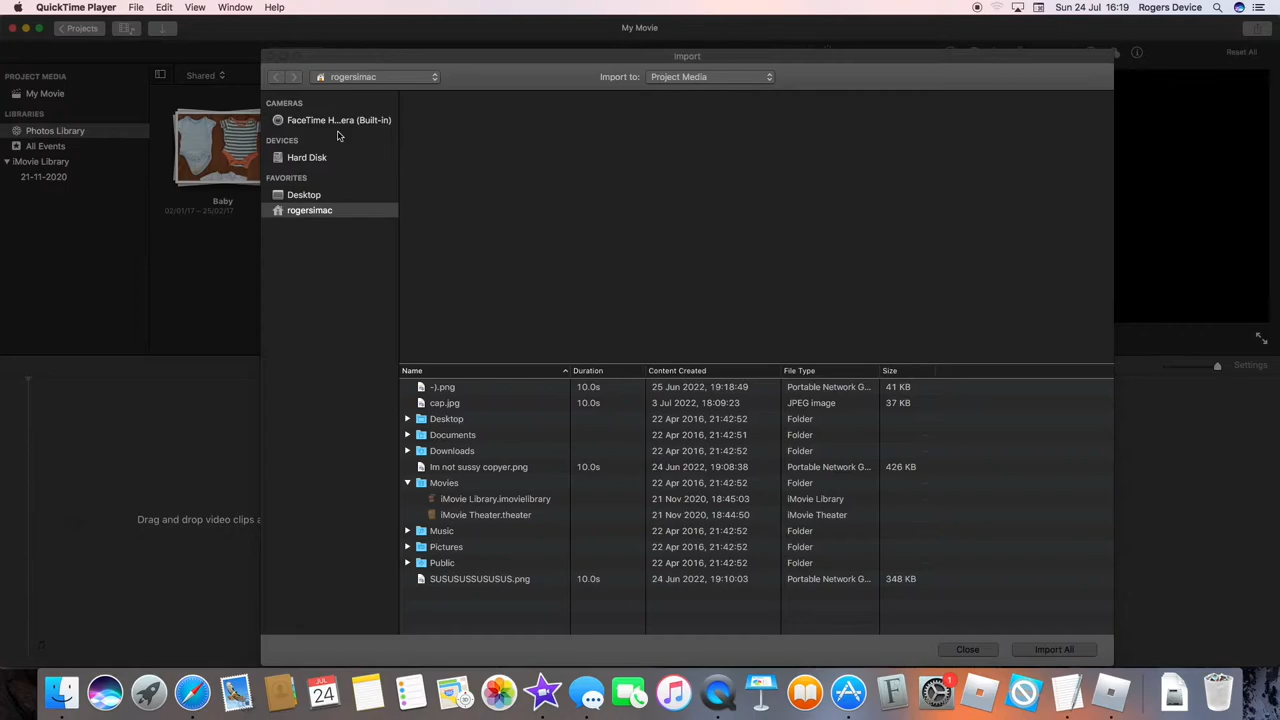 QuickTime Player File Edit View Window Help Sun 24 Jul 16:19 Rogers Device
Projects My Movie
Import
PROJECT MEDIA Shared Reset All
rogersimac Import to: Project Media
My Movie
LIBRARIES
Photos Library
All Events
iMovie Library
21-11-2020
Baby
02/01/17 – 25/02/17
CAMERAS
FaceTime H...era (Built-in)
DEVICES
Hard Disk
FAVORITES
Desktop
rogersimac
Settings
Name Duration Content Created File Type Size
-).png 10.0s 25 Jun 2022, 19:18:49 Portable Network G... 41 KB
cap.jpg 10.0s 3 Jul 2022, 18:09:23 JPEG image 37 KB
Desktop 22 Apr 2016, 21:42:52 Folder
Documents 22 Apr 2016, 21:42:51 Folder
Downloads 22 Apr 2016, 21:42:52 Folder
Im not sussy copyer.png 10.0s 24 Jun 2022, 19:08:38 Portable Network G... 426 KB
Movies 22 Apr 2016, 21:42:52 Folder
iMovie Library.imovielibrary 21 Nov 2020, 18:45:03 iMovie Library
iMovie Theater.theater 21 Nov 2020, 18:44:50 iMovie Theater
Music 22 Apr 2016, 21:42:52 Folder
Pictures 22 Apr 2016, 21:42:52 Folder
Public 22 Apr 2016, 21:42:52 Folder
SUSUSUSSUSUSUS.png 10.0s 24 Jun 2022, 19:10:03 Portable Network G... 348 KB
Drag and drop video clips a
Close Import All
JUL
24
1